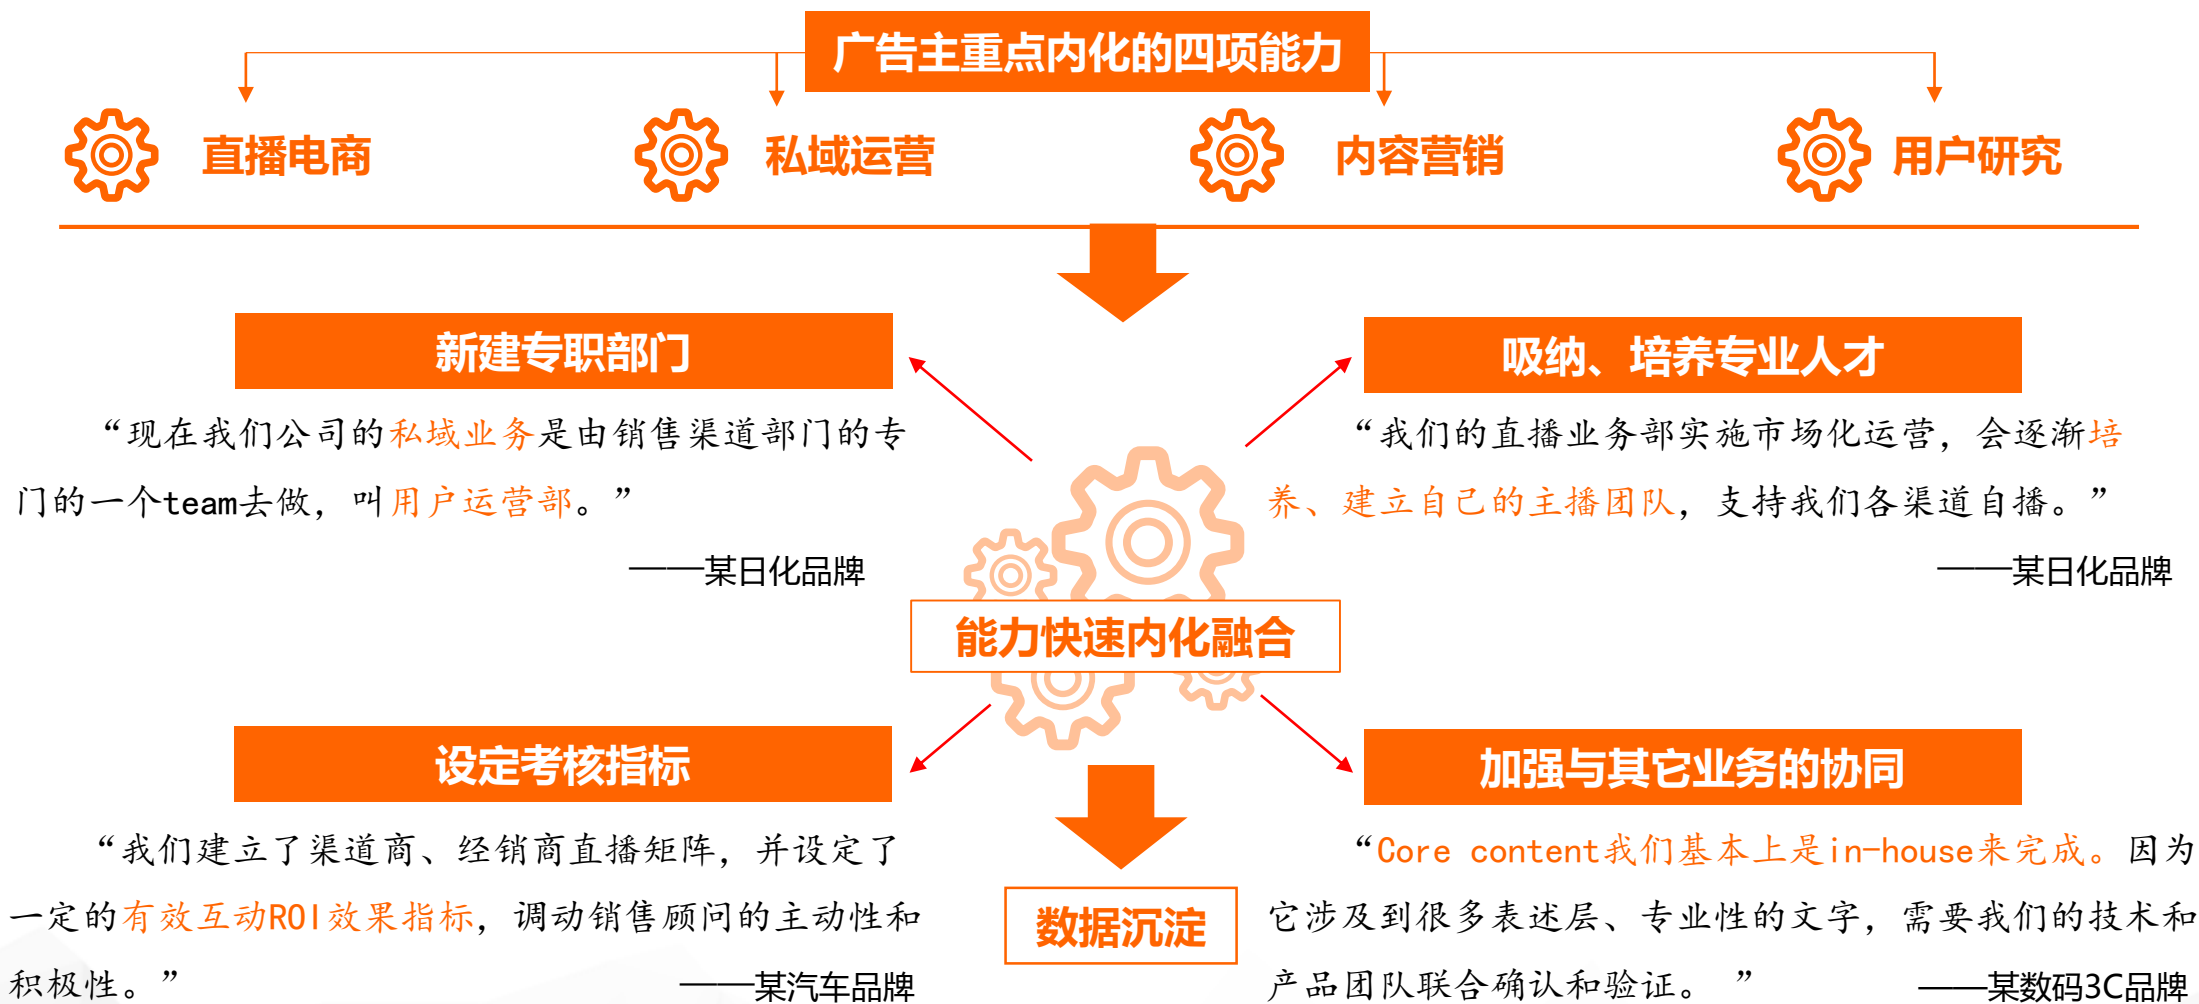 广告主重点内化的四项能力
直播电商
私域运营
内容营销
用户研究
新建专职部门
“现在我们公司的私域业务是由销售渠道部门的专
门的一个team去做，叫用户运营部。”
——某日化品牌
吸纳、培养专业人才
“我们的直播业务部实施市场化运营，会逐渐培
养、建立自己的主播团队，支持我们各渠道自播。”
——某日化品牌
能力快速内化融合
设定考核指标
“我们建立了渠道商、经销商直播矩阵，并设定了
一定的有效互动ROI效果指标，调动销售顾问的主动性和
积极性。”
——某汽车品牌
加强与其它业务的协同
“Core content我们基本上是in-house来完成。因为
它涉及到很多表述层、专业性的文字，需要我们的技术和
产品团队联合确认和验证。 ”
——某数码3C品牌
数据沉淀